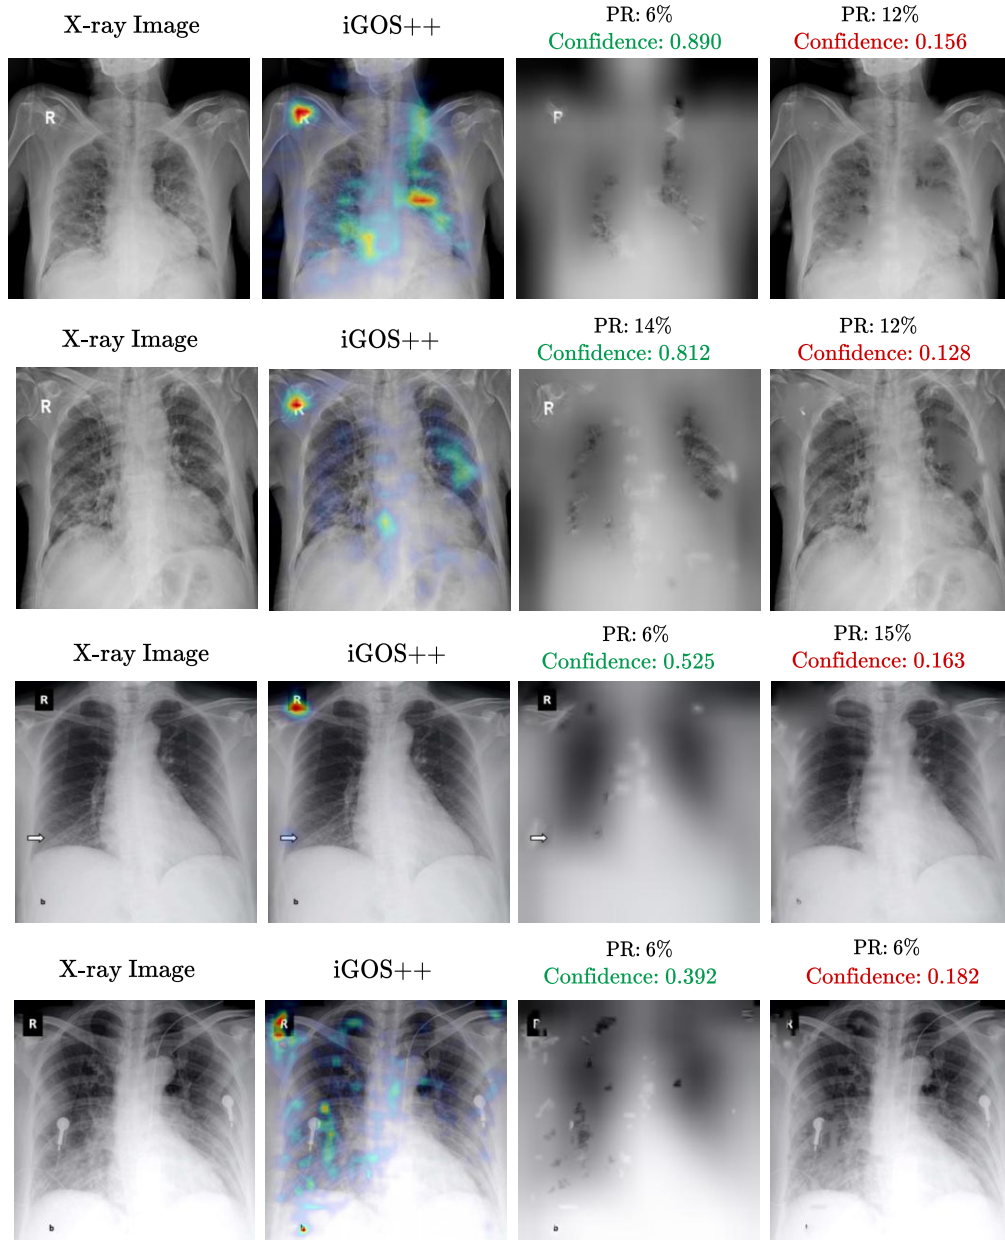 X-ray Image
iGOS++
PR: 6%
Confidence: 0.890
PR: 12%
Confidence: 0.156
R
R
P
X-ray Image
iGOS++
PR: 14%
Confidence: 0.812
PR: 12%
Confidence: 0.128
R
R
R
X-ray Image
iGOS++
PR: 6%
Confidence: 0.525
PR: 15%
Confidence: 0.163
R
R
R
b
b
b
b
X-ray Image
iGOS++
PR: 6%
Confidence: 0.392
PR: 6%
Confidence: 0.182
R
R
b
b
b